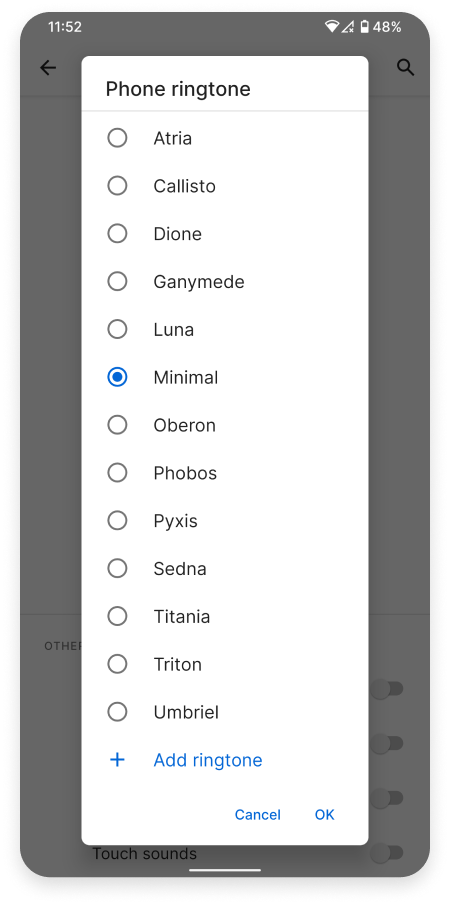 11:52 48%
Phone ringtone
Atria
Callisto
Dione
Ganymede
Luna
Minimal
Oberon
Phobos
Pyxis
Sedna
Titania
Triton
Umbriel
Add ringtone
Cancel OK
OTHER
Touch sounds